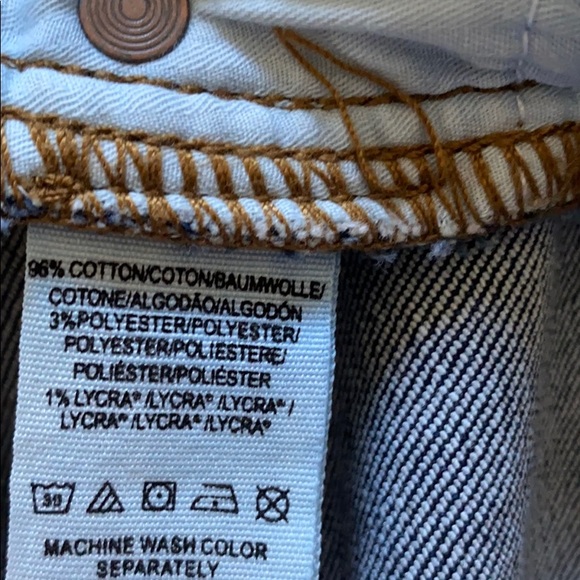 96% COTTON/COTON/BAUMWOLLE/
COTONE/ALGODÃO/ALGODÓN
3%POLYESTER/POLYESTER/
POLYESTER/POLIESTERE/
POLIÉSTER/POLIÉSTER
1% LYCRA® /LYCRA® /LYCRA® /
LYCRA® /LYCRA® /LYCRA®
30
MACHINE WASH COLOR
SEPARATELY